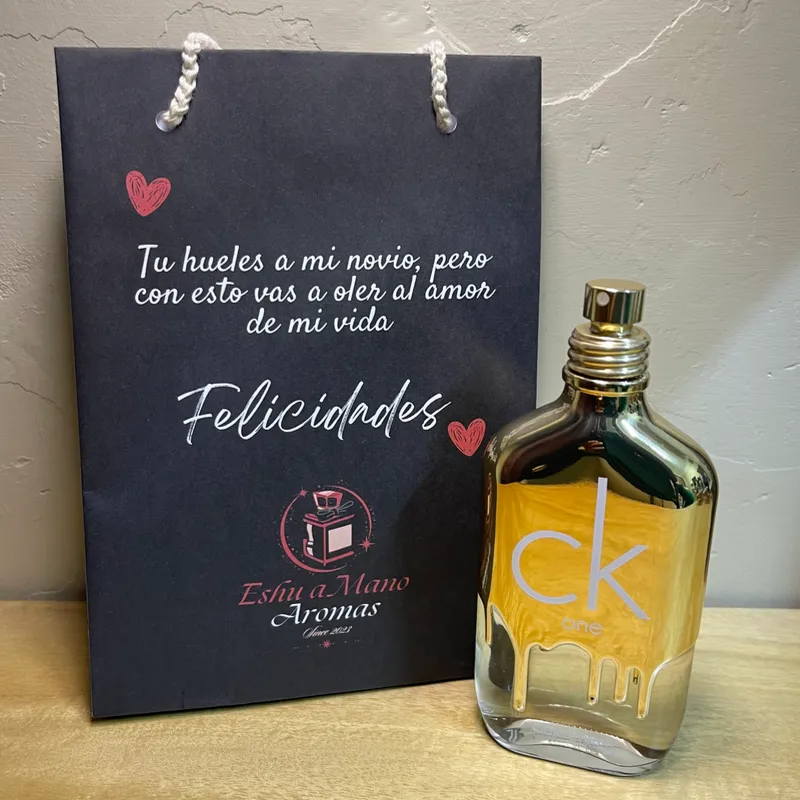 Tu hueles a mi novio, pero
con esto vas a oler al amor
de mi vida
Felicidades
Eshu a Mano
Aromas
Since 2023
ck
one